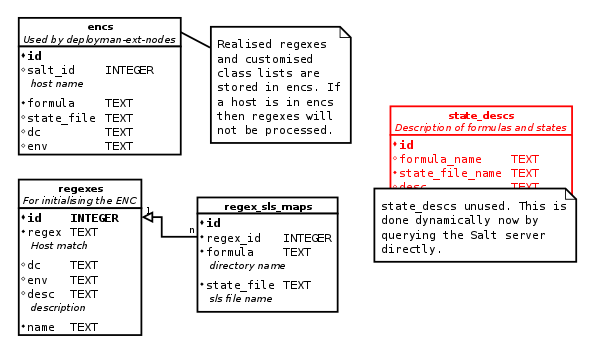 encs
Used by deployman-ext-nodes
id
salt_id INTEGER
host name
formula TEXT
state_file TEXT
dc TEXT
env TEXT
Realised regexes
and customised
class lists are
stored in encs. If
a host is in encs
then regexes will
not be processed.
state_descs
Description of formulas and states
id
formula_name TEXT
state_file_name TEXT
desc TEXT
state_descs unused. This is
done dynamically now by
querying the Salt server
directly.
regexes
For initialising the ENC
id INTEGER
regex TEXT
Host match
dc TEXT
env TEXT
desc TEXT
description
name TEXT
1
n
regex_sls_maps
id
regex_id INTEGER
formula TEXT
directory name
state_file TEXT
sls file name